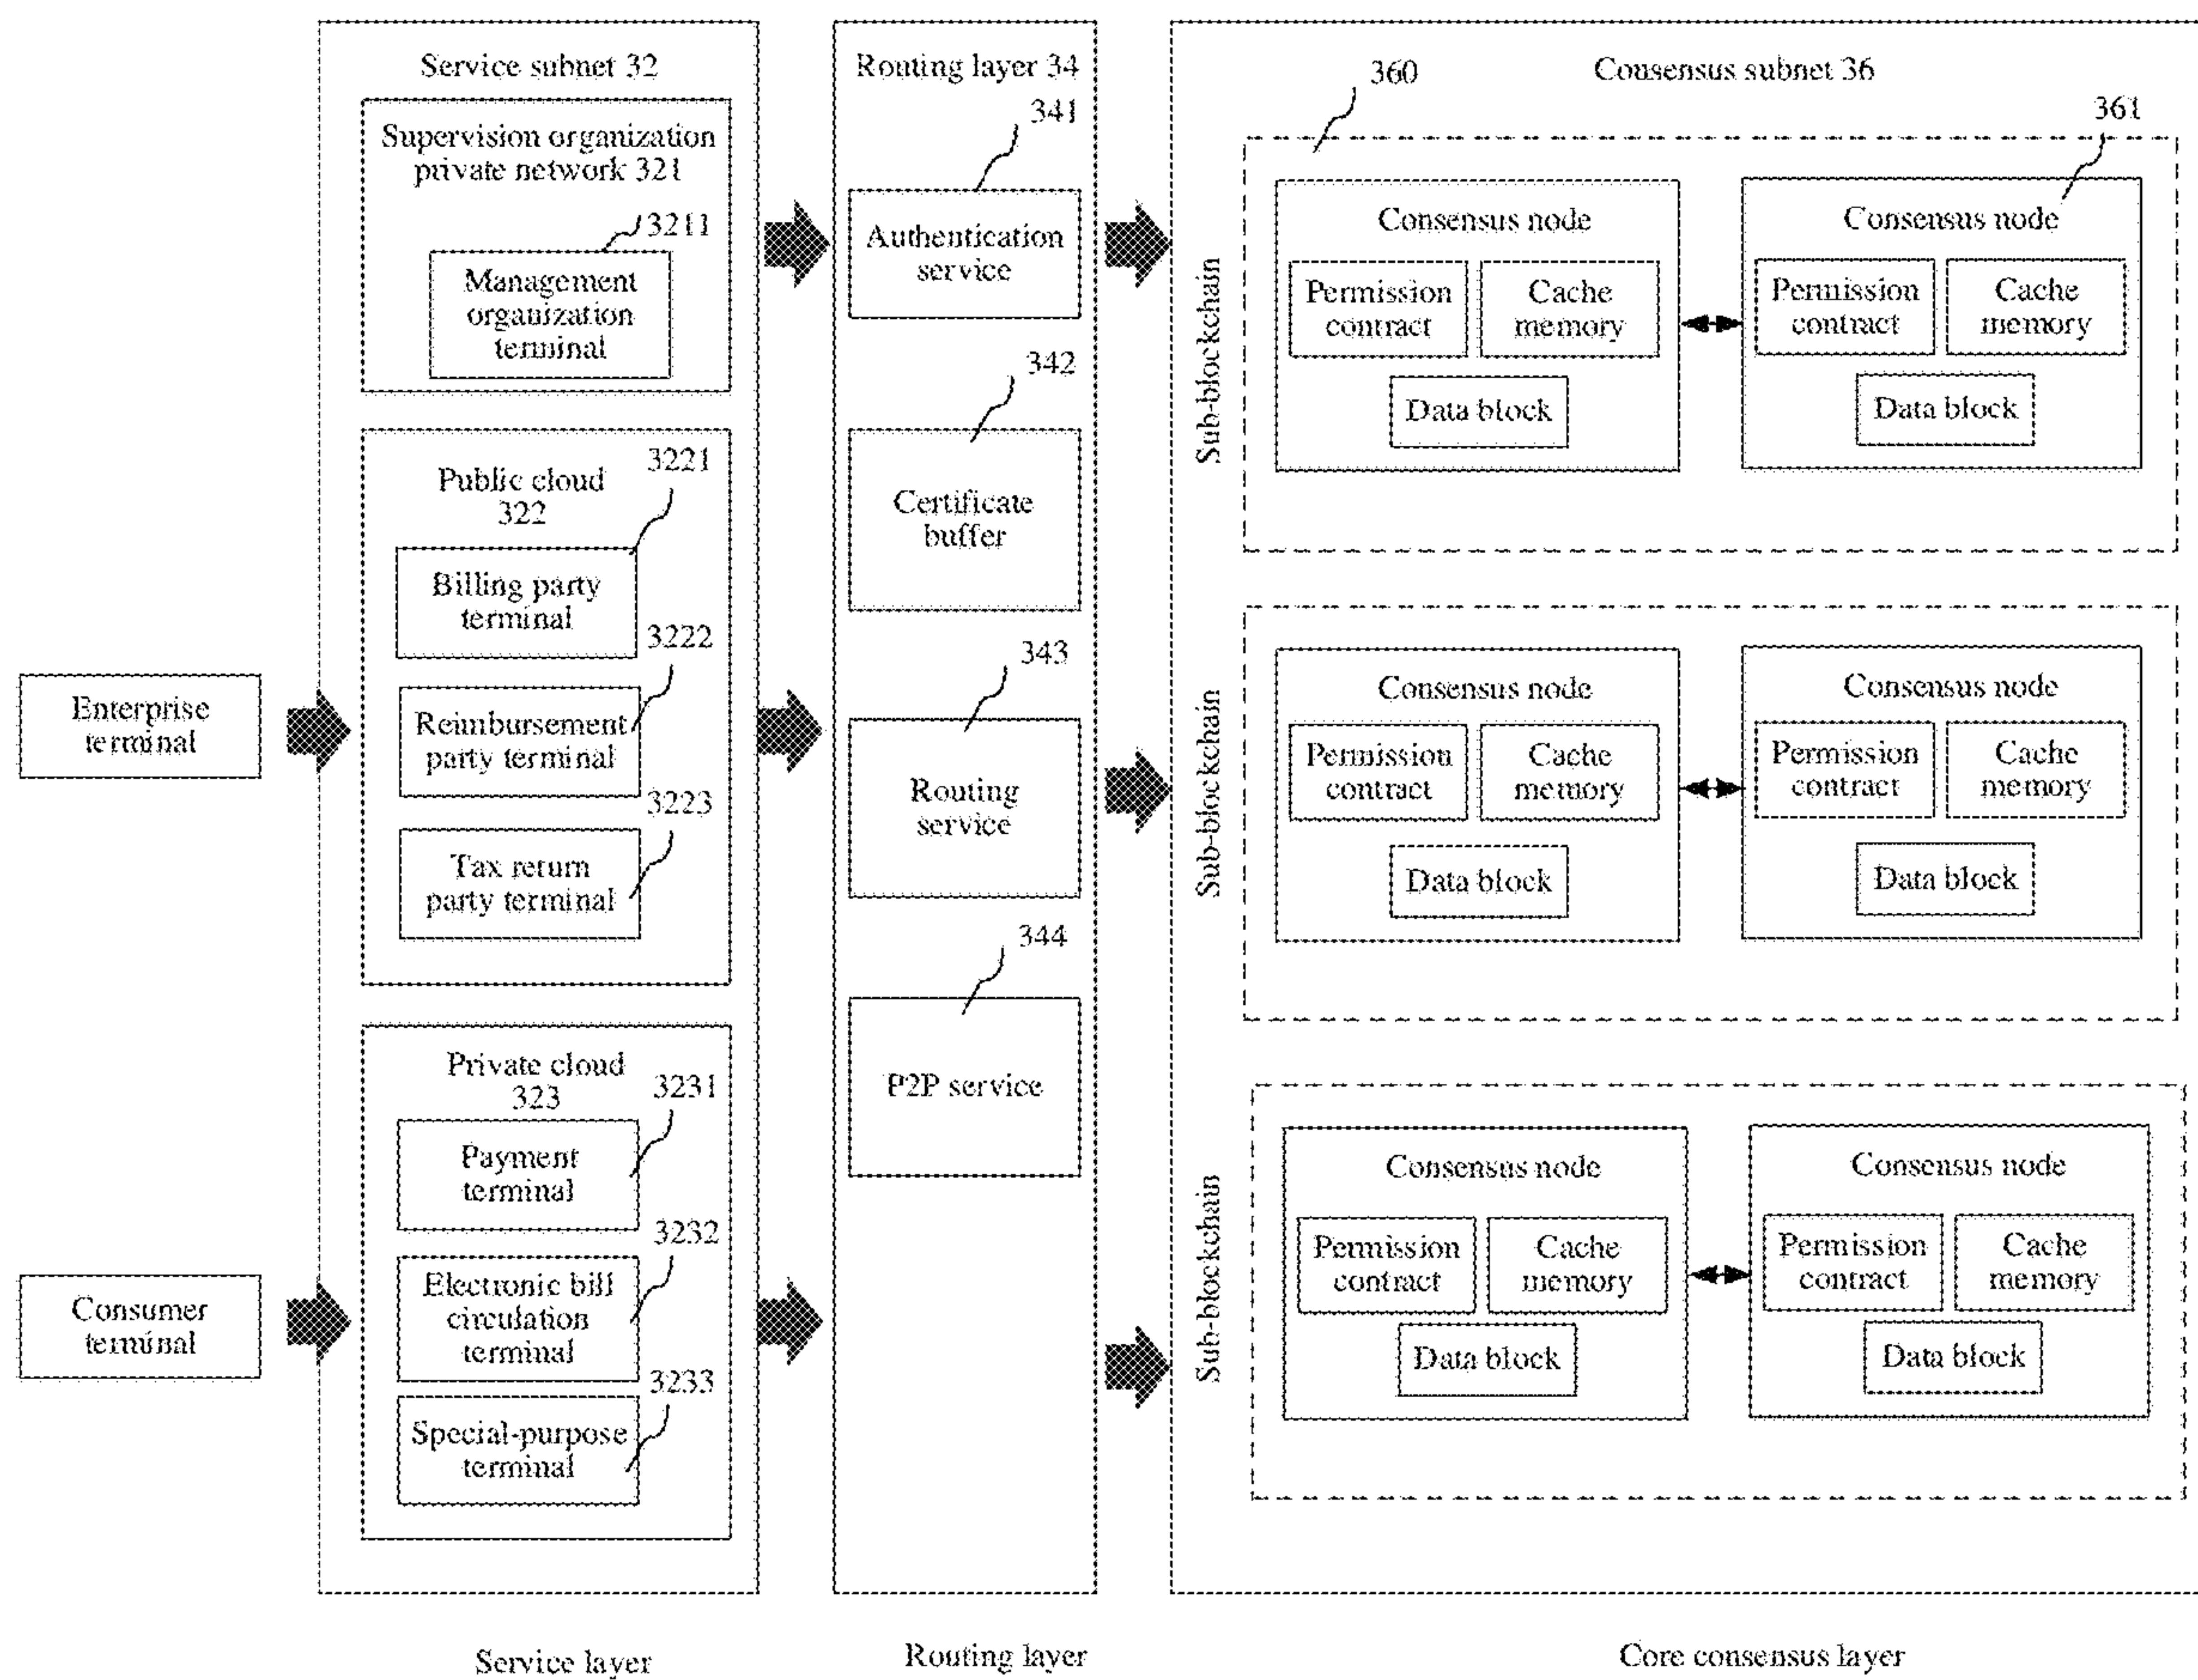 Enterprise
terminal
Consumer
terminal
Service subnet 32
Supervision organization
private network 321
3211
Management
organization
terminal
Public cloud
322
3221
Billing party
terminal
3222
Reimbursement
party terminal
3223
Tax return
party terminal
Private cloud
323
3231
Payment
terminal
3232
Electronic bill
circulation
terminal
3233
Special-purpose
terminal
Service layer
Routing layer 34
341
Authentication
service
342
Certificate
buffer
343
Routing
service
344
P2P service
Routing layer
Consensus subnet 36
360
361
Sub-blockchain
Consensus node
Permission
contract
Cache
memory
Data block
Consensus node
Permission
contract
Cache
memory
Data block
Sub-blockchain
Consensus node
Permission
contract
Cache
memory
Data block
Consensus node
Permission
contract
Cache
memory
Data block
Sub-blockchain
Consensus node
Permission
contract
Cache
memory
Data block
Consensus node
Permission
contract
Cache
memory
Data block
Core consensus layer